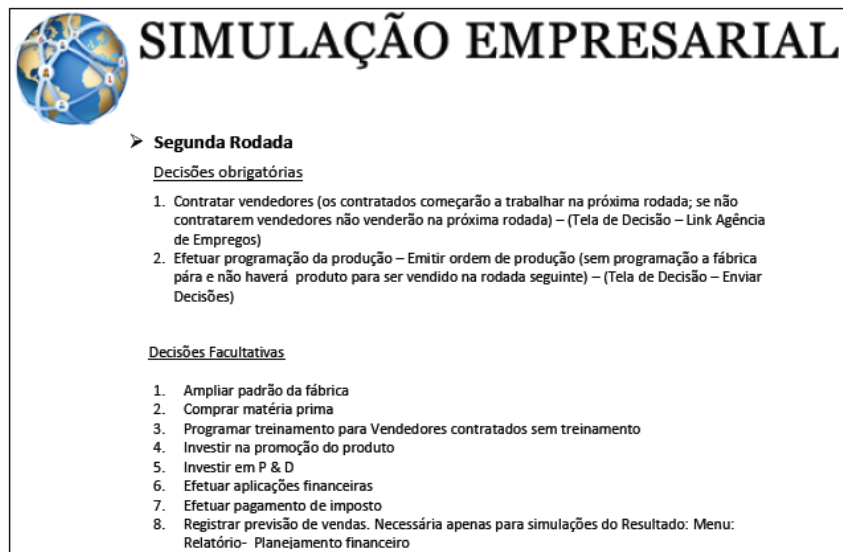 SIMULAÇÃO EMPRESARIAL
➢ Segunda Rodada
Decisões obrigatórias
1. Contratar vendedores (os contratados começarão a trabalhar na próxima rodada; se não
contratarem vendedores não venderão na próxima rodada) – (Tela de Decisão – Link Agência
de Empregos)
2. Efetuar programação da produção – Emitir ordem de produção (sem programação a fábrica
pára e não haverá produto para ser vendido na rodada seguinte) – (Tela de Decisão – Enviar
Decisões)
Decisões Facultativas
1. Ampliar padrão da fábrica
2. Comprar matéria prima
3. Programar treinamento para Vendedores contratados sem treinamento
4. Investir na promoção do produto
5. Investir em P & D
6. Efetuar aplicações financeiras
7. Efetuar pagamento de imposto
8. Registrar previsão de vendas. Necessária apenas para simulações do Resultado: Menu:
Relatório- Planejamento financeiro